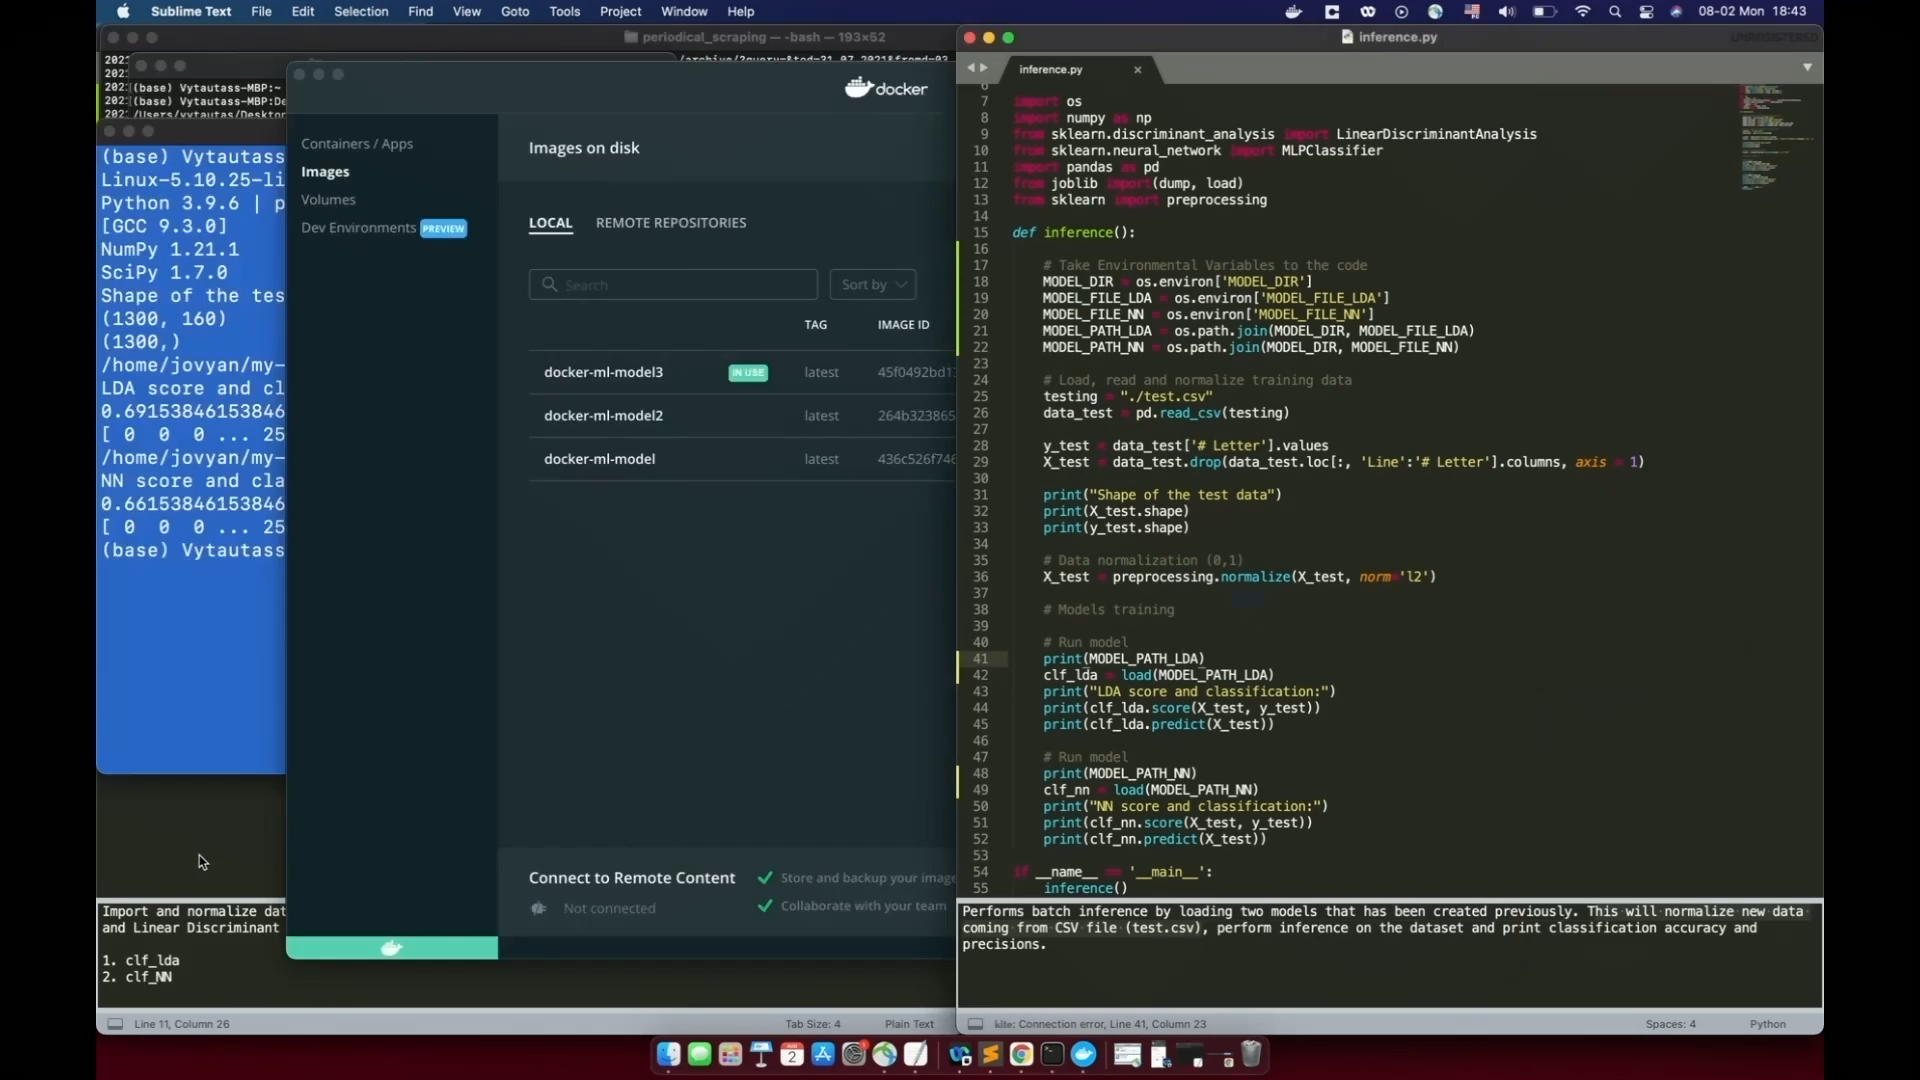 Sublime Text File Edit Selection Find View Goto Tools Project Window Help
08-02 Mon 18:43
periodical_scraping — -bash — 193×52
(base) Vytautass-MBP:~
(base) Vytautass-MBP:De
/Users/vytautas/Deskto
(base) Vytautass
Linux-5.10.25-li
Python 3.9.6 | p
[GCC 9.3.0]
NumPy 1.21.1
SciPy 1.7.0
Shape of the tes
(1300, 160)
(1300,)
/home/jovyan/my-
LDA score and cl
0.69153846153846
[ 0 0 0 ... 25
/home/jovyan/my-
NN score and cla
0.66153846153846
[ 0 0 0 ... 25
(base) Vytautass
Import and normalize dat
and Linear Discriminant
1. clf_lda
2. clf_NN
Line 11, Column 26
Tab Size: 4
Plain Text
docker
Containers / Apps
Images
Volumes
Dev Environments PREVIEW
Images on disk
LOCAL REMOTE REPOSITORIES
Search
Sort by
TAG IMAGE ID
docker-ml-model3 IN USE latest 45f0492bd1
docker-ml-model2 latest 264b323865
docker-ml-model latest 436c526f746
Connect to Remote Content
Not connected
Store and backup your image
Collaborate with your team
inference.py
UNREGISTERED
inference.py
6
7 import os
8 import numpy as np
9 from sklearn.discriminant_analysis import LinearDiscriminantAnalysis
10 from sklearn.neural_network import MLPClassifier
11 import pandas as pd
12 from joblib import(dump, load)
13 from sklearn import preprocessing
14
15 def inference():
16
17 # Take Environmental Variables to the code
18 MODEL_DIR = os.environ['MODEL_DIR']
19 MODEL_FILE_LDA = os.environ['MODEL_FILE_LDA']
20 MODEL_FILE_NN = os.environ['MODEL_FILE_NN']
21 MODEL_PATH_LDA = os.path.join(MODEL_DIR, MODEL_FILE_LDA)
22 MODEL_PATH_NN = os.path.join(MODEL_DIR, MODEL_FILE_NN)
23
24 # Load, read and normalize training data
25 testing = "./test.csv"
26 data_test = pd.read_csv(testing)
27
28 y_test = data_test['# Letter'].values
29 X_test = data_test.drop(data_test.loc[:, 'Line':'# Letter'].columns, axis = 1)
30
31 print("Shape of the test data")
32 print(X_test.shape)
33 print(y_test.shape)
34
35 # Data normalization (0,1)
36 X_test = preprocessing.normalize(X_test, norm='l2')
37
38 # Models training
39
40 # Run model
41 print(MODEL_PATH_LDA)
42 clf_lda = load(MODEL_PATH_LDA)
43 print("LDA score and classification:")
44 print(clf_lda.score(X_test, y_test))
45 print(clf_lda.predict(X_test))
46
47 # Run model
48 print(MODEL_PATH_NN)
49 clf_nn = load(MODEL_PATH_NN)
50 print("NN score and classification:")
51 print(clf_nn.score(X_test, y_test))
52 print(clf_nn.predict(X_test))
53
54 if __name__ == '__main__':
55 inference()
Performs batch inference by loading two models that has been created previously. This will normalize new data
coming from CSV file (test.csv), perform inference on the dataset and print classification accuracy and
precisions.
kite: Connection error, Line 41, Column 23
Spaces: 4
Python